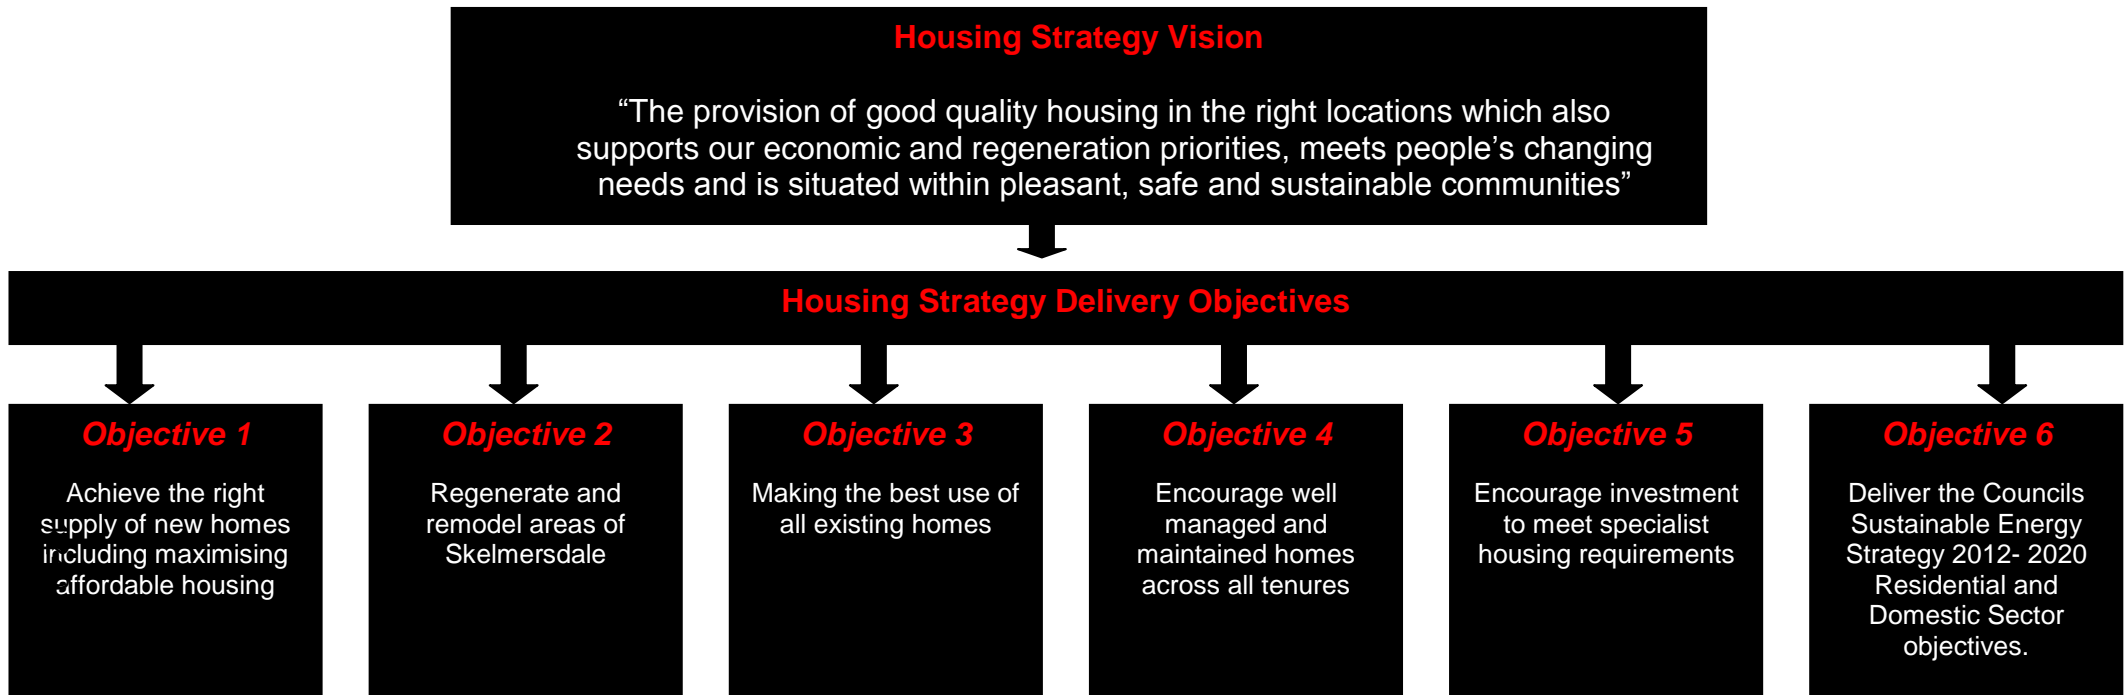 Housing Strategy Vision
“The provision of good quality housing in the right locations which also
supports our economic and regeneration priorities, meets people’s changing
needs and is situated within pleasant, safe and sustainable communities”
Housing Strategy Delivery Objectives
Objective 1
Achieve the right
supply of new homes
including maximising
affordable housing
Objective 2
Regenerate and
remodel areas of
Skelmersdale
Objective 3
Making the best use of
all existing homes
Objective 4
Encourage well
managed and
maintained homes
across all tenures
Objective 5
Encourage investment
to meet specialist
housing requirements
Objective 6
Deliver the Councils
Sustainable Energy
Strategy 2012- 2020
Residential and
Domestic Sector
objectives.